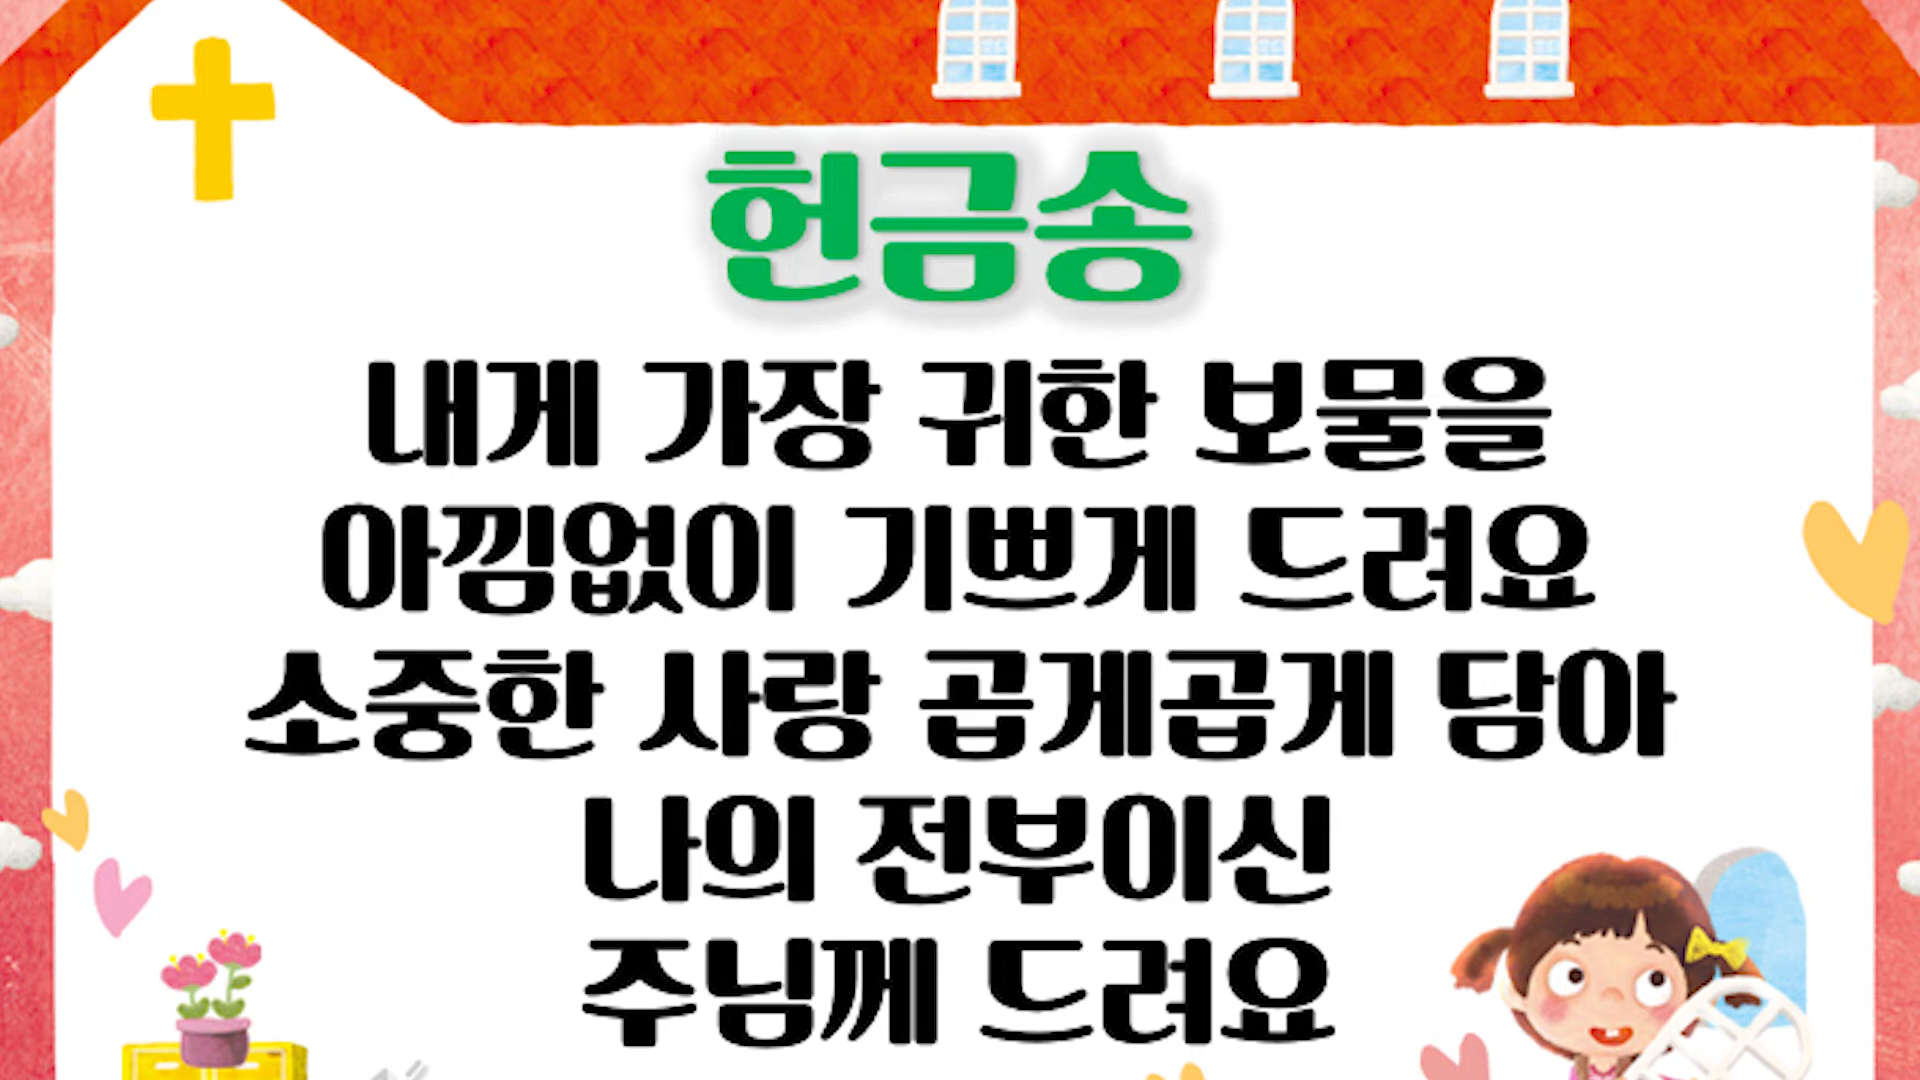 헌금송
내게 가장 귀한 보물을
아낌없이 기쁘게 드려요
소중한 사랑 곱게곱게 담아
나의 전부이신
주님께 드려요